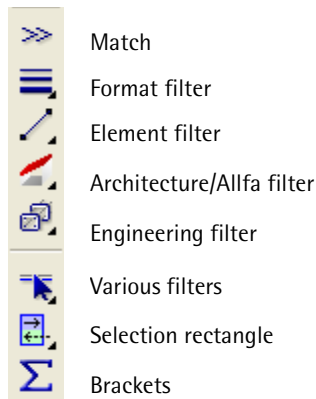 Match
Format filter
Element filter
Architecture/Allfa filter
Engineering filter
Various filters
Selection rectangle
Brackets